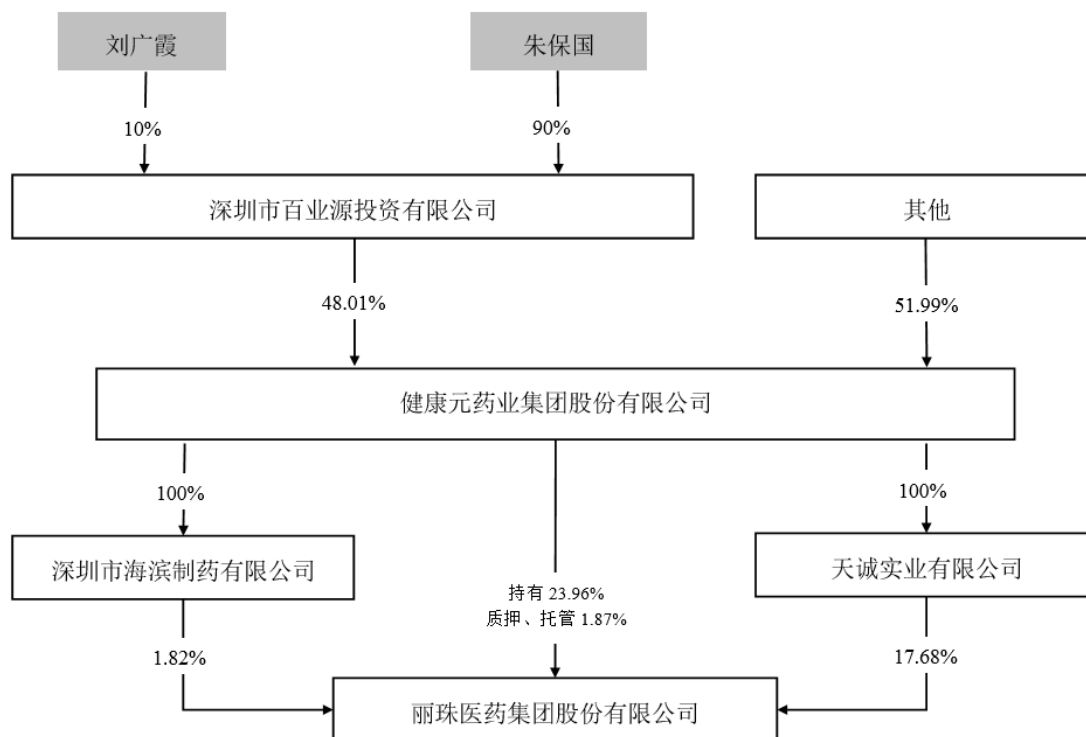 刘广霞
朱保国
10%
90%
深圳市百业源投资有限公司
其他
48.01%
51.99%
健康元药业集团股份有限公司
100%
100%
深圳市海滨制药有限公司
天诚实业有限公司
持有 23.96%
质押、托管 1.87%
1.82%
17.68%
丽珠医药集团股份有限公司